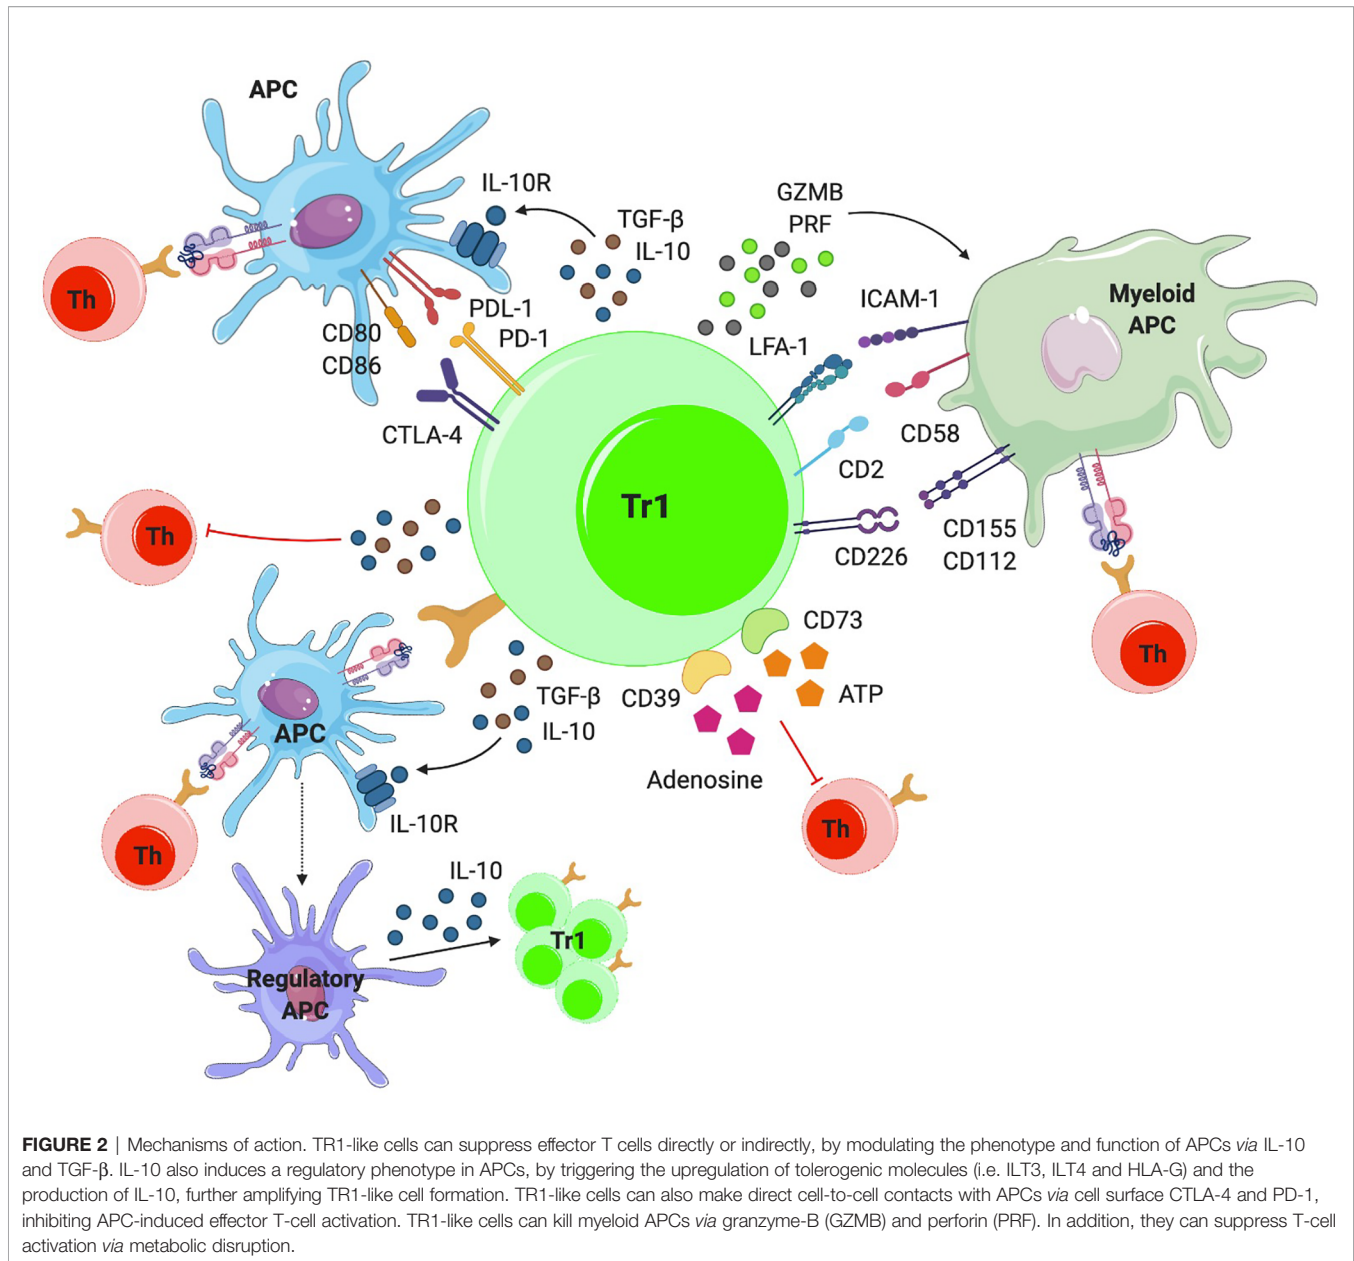 APC
IL-10R
TGF-β
IL-10
GZMB
PRF
Th
PDL-1
PD-1
CD80
CD86
CTLA-4
ICAM-1
LFA-1
Myeloid
APC
CD58
CD2
Tr1
CD155
CD112
CD226
Th
Th
CD73
CD39
ATP
Adenosine
TGF-β
IL-10
APC
IL-10R
Th
Th
IL-10
Tr1
Regulatory
APC
FIGURE 2 | Mechanisms of action. TR1-like cells can suppress effector T cells directly or indirectly, by modulating the phenotype and function of APCs via IL-10
and TGF-β. IL-10 also induces a regulatory phenotype in APCs, by triggering the upregulation of tolerogenic molecules (i.e. ILT3, ILT4 and HLA-G) and the
production of IL-10, further amplifying TR1-like cell formation. TR1-like cells can also make direct cell-to-cell contacts with APCs via cell surface CTLA-4 and PD-1,
inhibiting APC-induced effector T-cell activation. TR1-like cells can kill myeloid APCs via granzyme-B (GZMB) and perforin (PRF). In addition, they can suppress T-cell
activation via metabolic disruption.